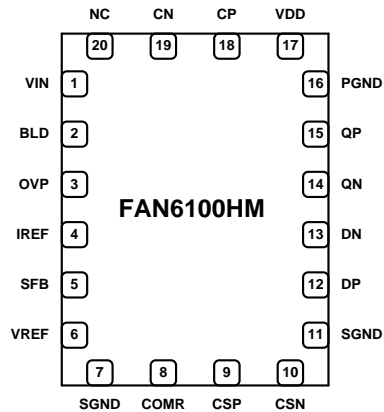 NC CN CP VDD
20 19 18 17
VIN 1 16 PGND
BLD 2 15 QP
OVP 3 14 QN
FAN6100HM
IREF 4 13 DN
SFB 5 12 DP
VREF 6 11 SGND
7 8 9 10
SGND COMR CSP CSN